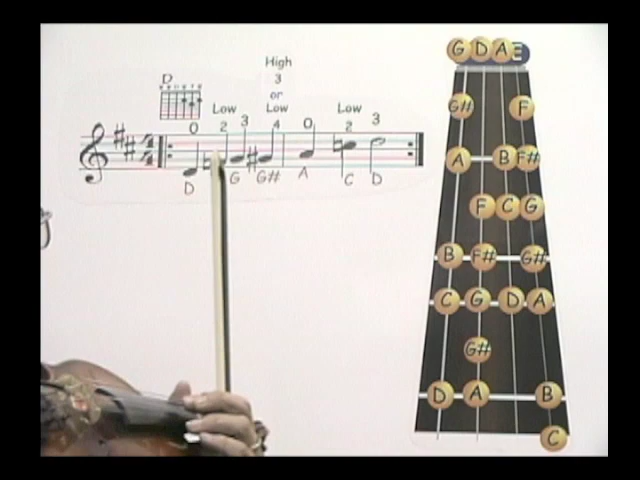 High
3
or
Low
D
Low
Low
0 2 3 4 0 2 3
D G G# A C D
G D A E
G# F
A B F#
F C G
B F# G#
C G D A
G#
D A B
C